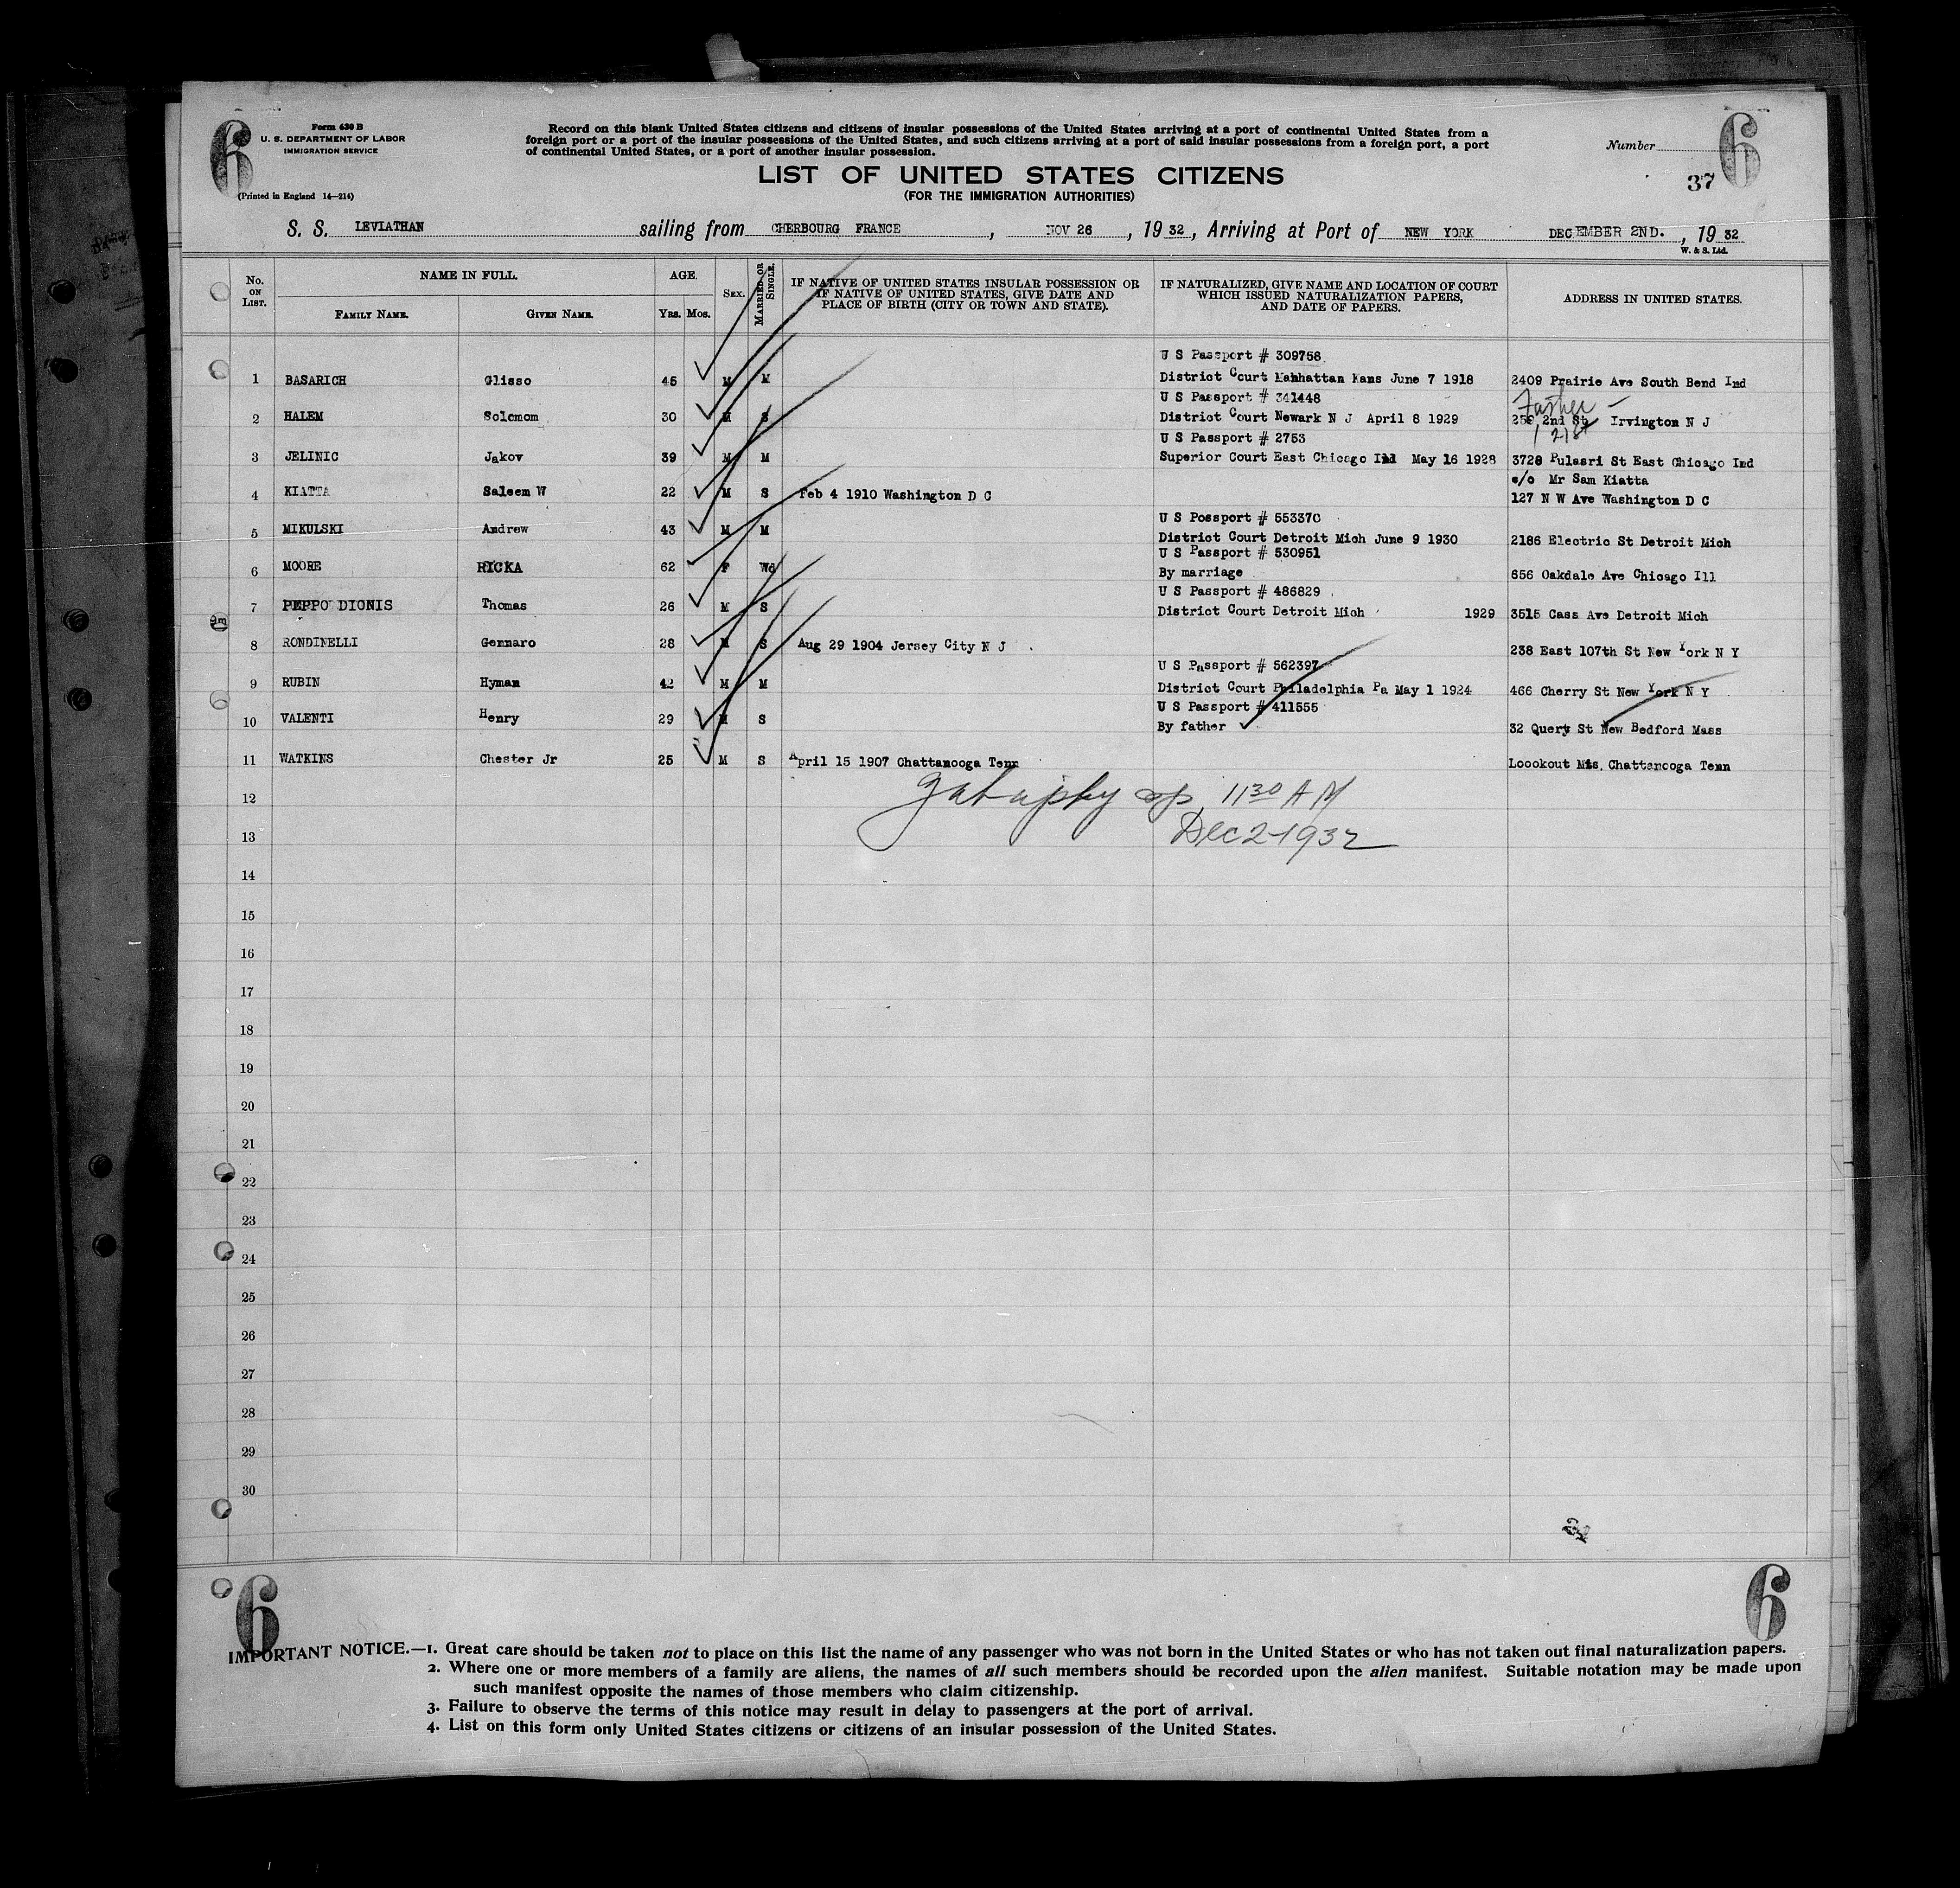 6
Form 630 B
U. S. DEPARTMENT OF LABOR
IMMIGRATION SERVICE
(Printed in England 14—214)
Record on this blank United States citizens and citizens of insular possessions of the United States arriving at a port of continental United States from a
foreign port or a port of the insular possessions of the United States, and such citizens arriving at a port of said insular possessions from a foreign port, a port
of continental United States, or a port of another insular possession.
Number
6
37
LIST OF UNITED STATES CITIZENS
(FOR THE IMMIGRATION AUTHORITIES)
S. S. LEVIATHAN sailing from CHERBOURG FRANCE , NOV 26 , 19 32, Arriving at Port of NEW YORK DECEMBER 2ND. , 19 32
W. & S. Ltd.
No. ON LIST.
NAME IN FULL.
FAMILY NAME.
GIVEN NAME.
AGE.
YRS. MOS.
SEX.
MARRIED OR SINGLE.
IF NATIVE OF UNITED STATES INSULAR POSSESSION OR
IF NATIVE OF UNITED STATES, GIVE DATE AND
PLACE OF BIRTH (CITY OR TOWN AND STATE).
IF NATURALIZED, GIVE NAME AND LOCATION OF COURT
WHICH ISSUED NATURALIZATION PAPERS,
AND DATE OF PAPERS.
ADDRESS IN UNITED STATES.
U S Passport # 309758
1 BASARICH Glisso 45 M M District Court Manhattan Kans June 7 1918 2409 Prairie Ave South Bend Ind
U S Passport # 341448 Father
2 HALEM Solomom 30 M S District Court Newark N J April 8 1929 259 2nd St Irvington N J
21st
U S Passport # 2753
3 JELINIC Jakov 39 M M Superior Court East Chicago Ind May 16 1928 3728 Pulasri St East Chicago Ind
c/o Mr Sam Kiatta
4 KIATTA Saleem W 22 M S Feb 4 1910 Washington D C 127 N W Ave Washington D C
U S Possport # 553370
5 MIKULSKI Andrew 43 M M District Court Detroit Mich June 9 1930 2186 Electric St Detroit Mich
U S Passport # 530951
6 MOORE RICKA 62 F Wd By marriage 656 Oakdale Ave Chicago Ill
U S Passport # 486829
7 PEPPO DIONIS Thomas 26 M S District Court Detroit Mich 1929 3515 Cass Ave Detroit Mich
8 RONDINELLI Gennaro 28 M S Aug 29 1904 Jersey City N J 238 East 107th St New York N Y
U S Passport # 562397
9 RUBIN Hyman 42 M M District Court Philadelphia Pa May 1 1924 466 Cherry St New York N Y
U S Passport # 411555
10 VALENTI Henry 29 M S By father 32 Query St New Bedford Mass
11 WATKINS Chester Jr 25 M S April 15 1907 Chattanooga Tenn Loookout Mts. Chattanooga Tenn
12 11 30 A M
13 Dec 2-1932
14
15
16
17
18
19
20
21
22
23
24
25
26
27
28
29
30
6
6
IMPORTANT NOTICE.—1. Great care should be taken not to place on this list the name of any passenger who was not born in the United States or who has not taken out final naturalization papers.
2. Where one or more members of a family are aliens, the names of all such members should be recorded upon the alien manifest. Suitable notation may be made upon
such manifest opposite the names of those members who claim citizenship.
3. Failure to observe the terms of this notice may result in delay to passengers at the port of arrival.
4. List on this form only United States citizens or citizens of an insular possession of the United States.